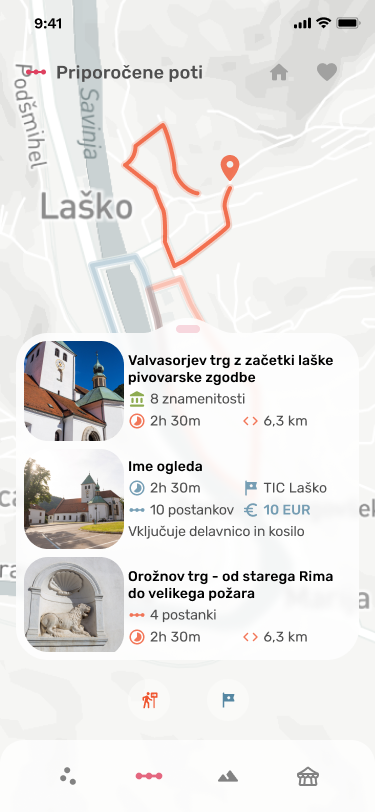 9:41
Priporočene poti
Podšmihel
Savinja
Laško
Valvasorjev trg z začetki laške
pivovarske zgodbe
8 znamenitosti
2h 30m
6,3 km
Ime ogleda
2h 30m
TIC Laško
10 postankov
10 EUR
Vključuje delavnico in kosilo
Orožnov trg - od starega Rima
do velikega požara
4 postanki
2h 30m
6,3 km